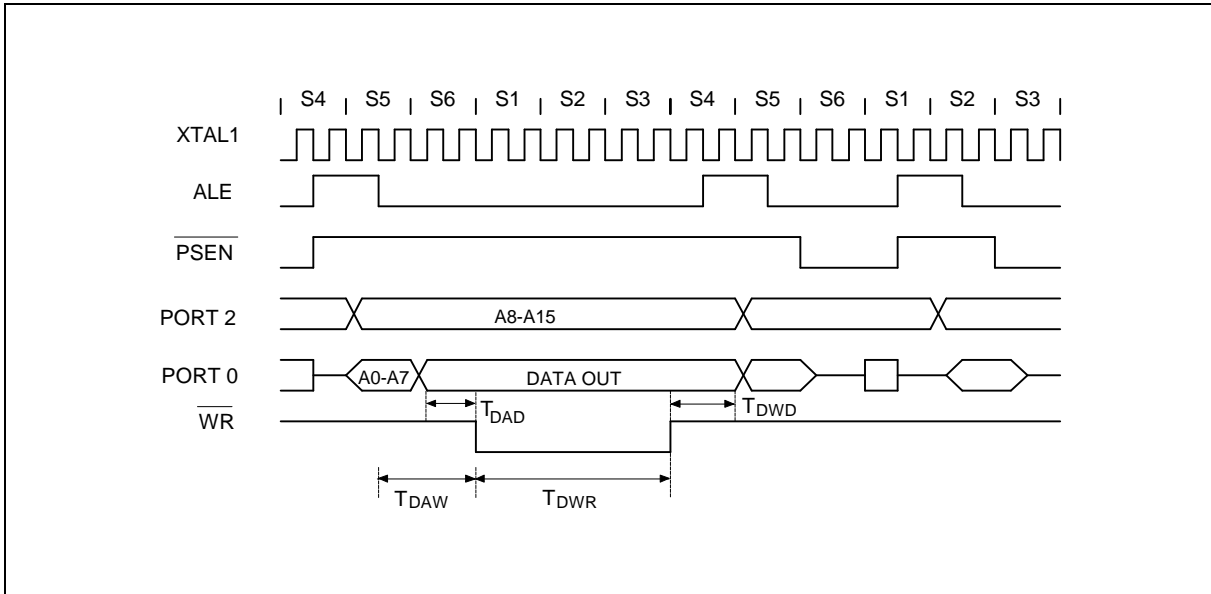 S4 S5 S6 S1 S2 S3 S4 S5 S6 S1 S2 S3
XTAL1
ALE
PSEN
PORT 2
A8-A15
PORT 0
A0-A7
DATA OUT
WR
TDAD
TDWD
TDAW
TDWR